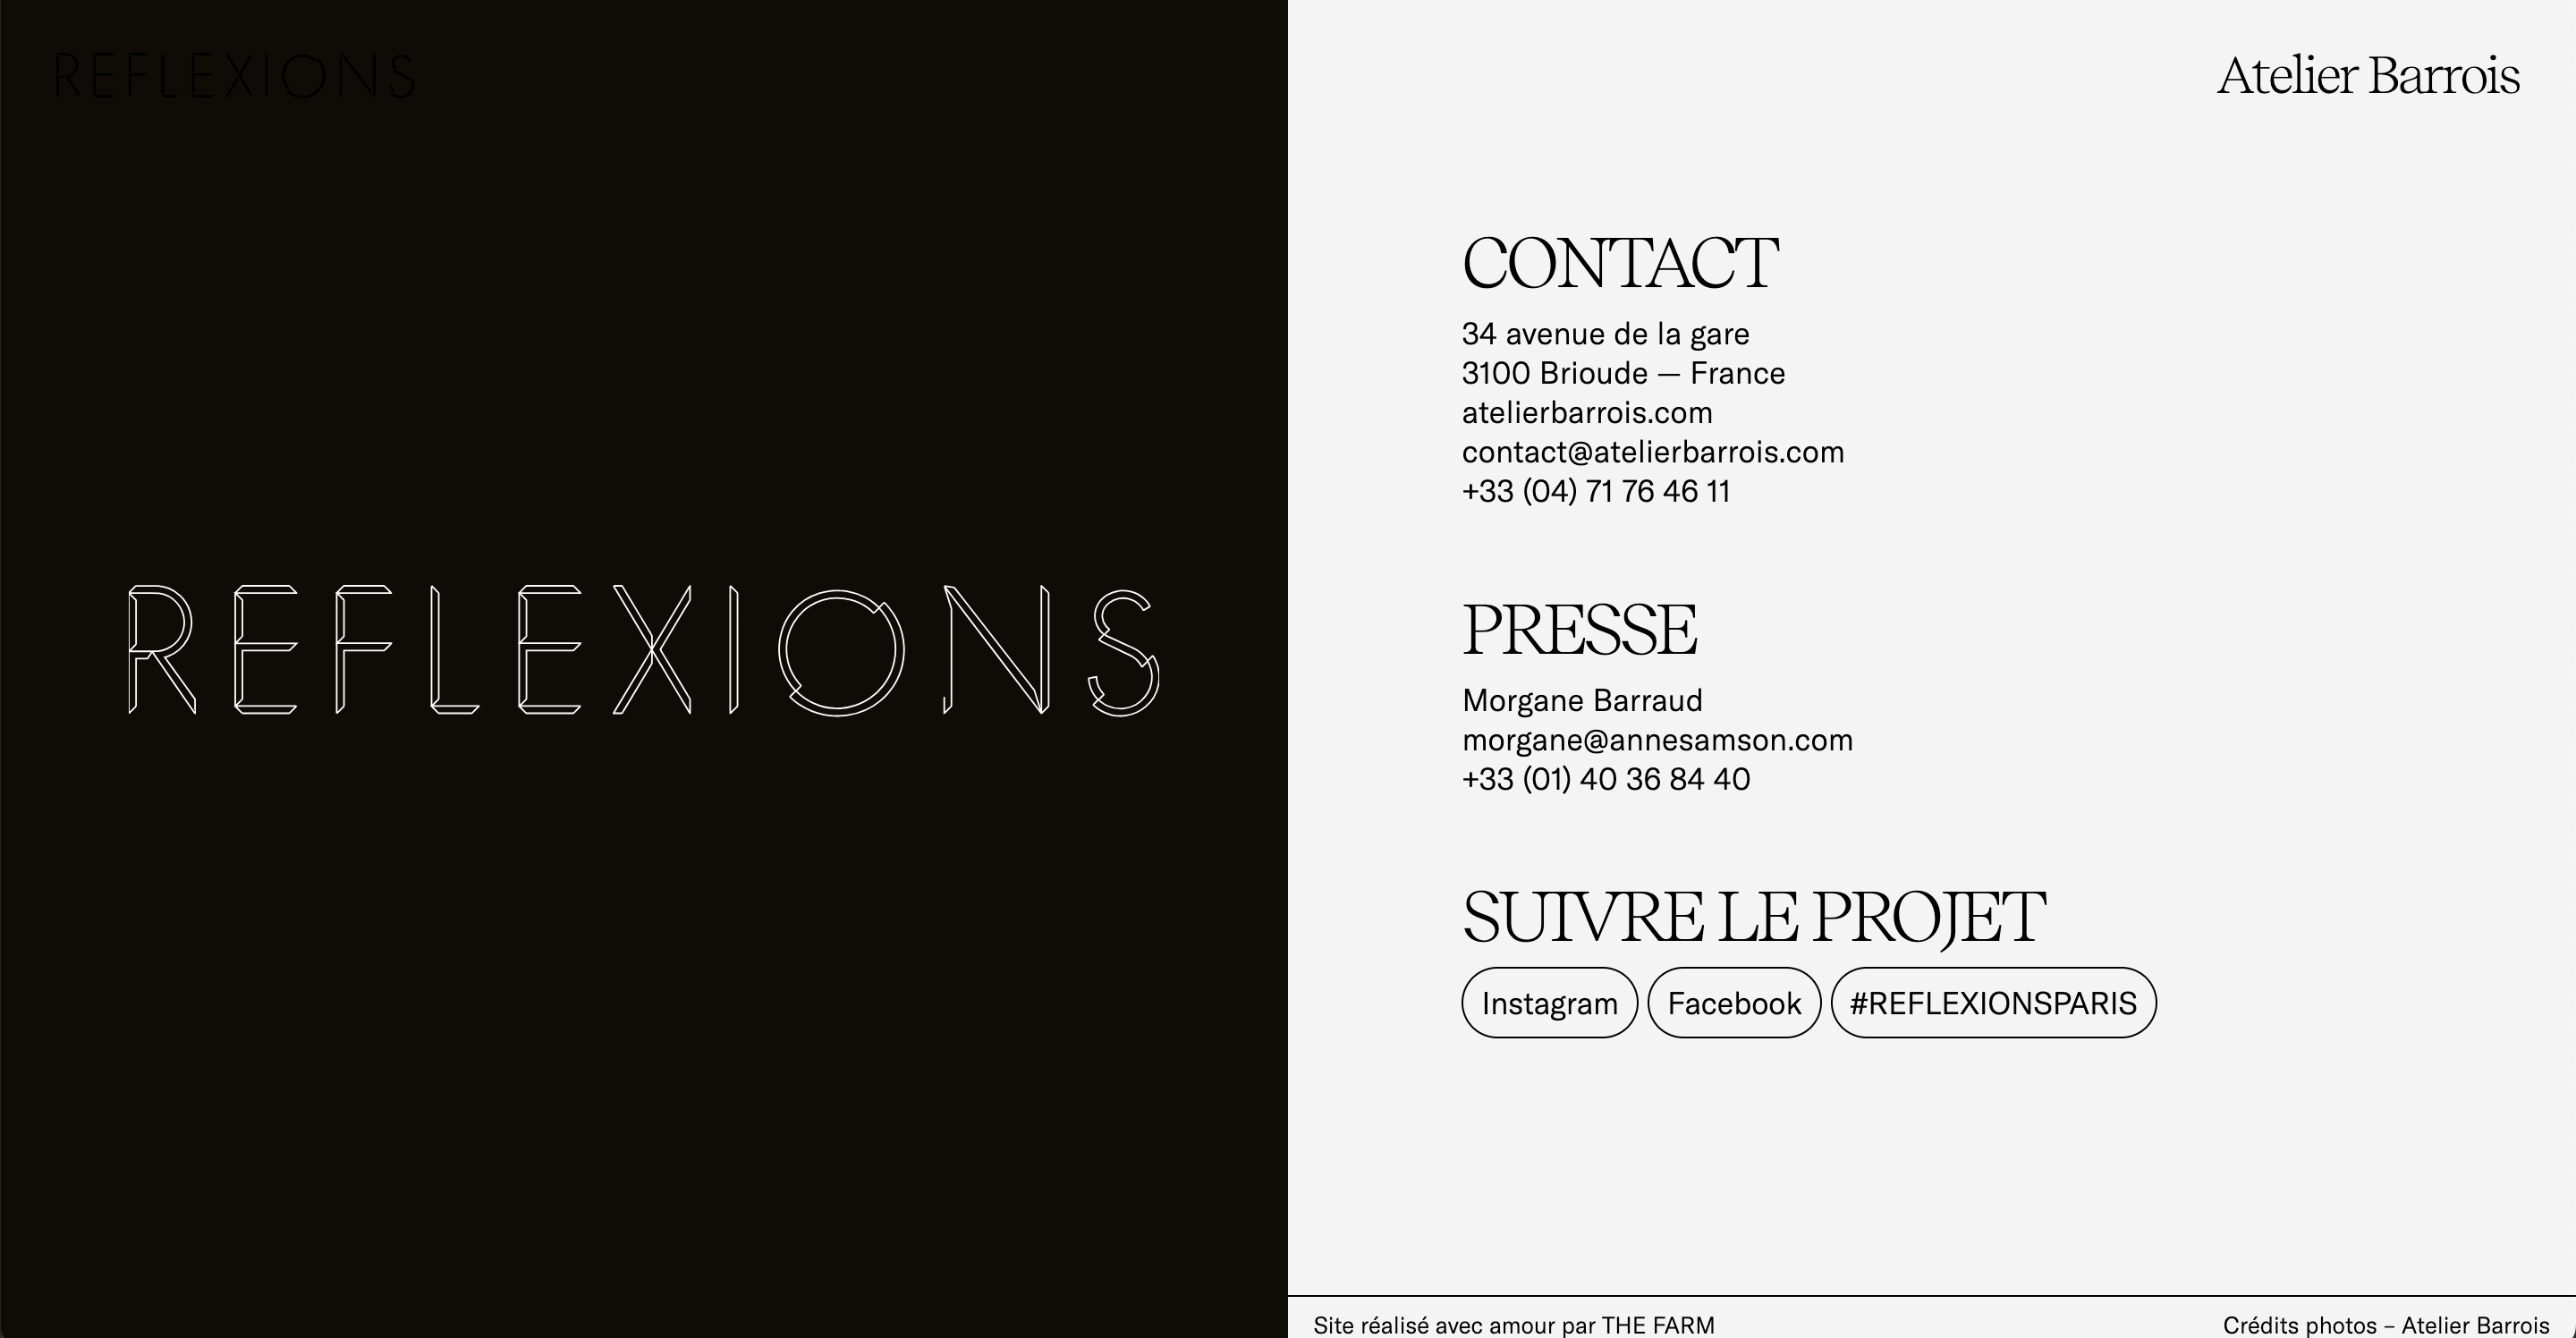 REFLEXIONS
Atelier Barrois
REFLEXIONS
CONTACT
34 avenue de la gare
3100 Brioude — France
atelierbarrois.com
contact@atelierbarrois.com
+33 (04) 71 76 46 11
PRESSE
Morgane Barraud
morgane@annesamson.com
+33 (01) 40 36 84 40
SUIVRE LE PROJET
Instagram Facebook #REFLEXIONSPARIS
Site réalisé avec amour par THE FARM
Crédits photos – Atelier Barrois